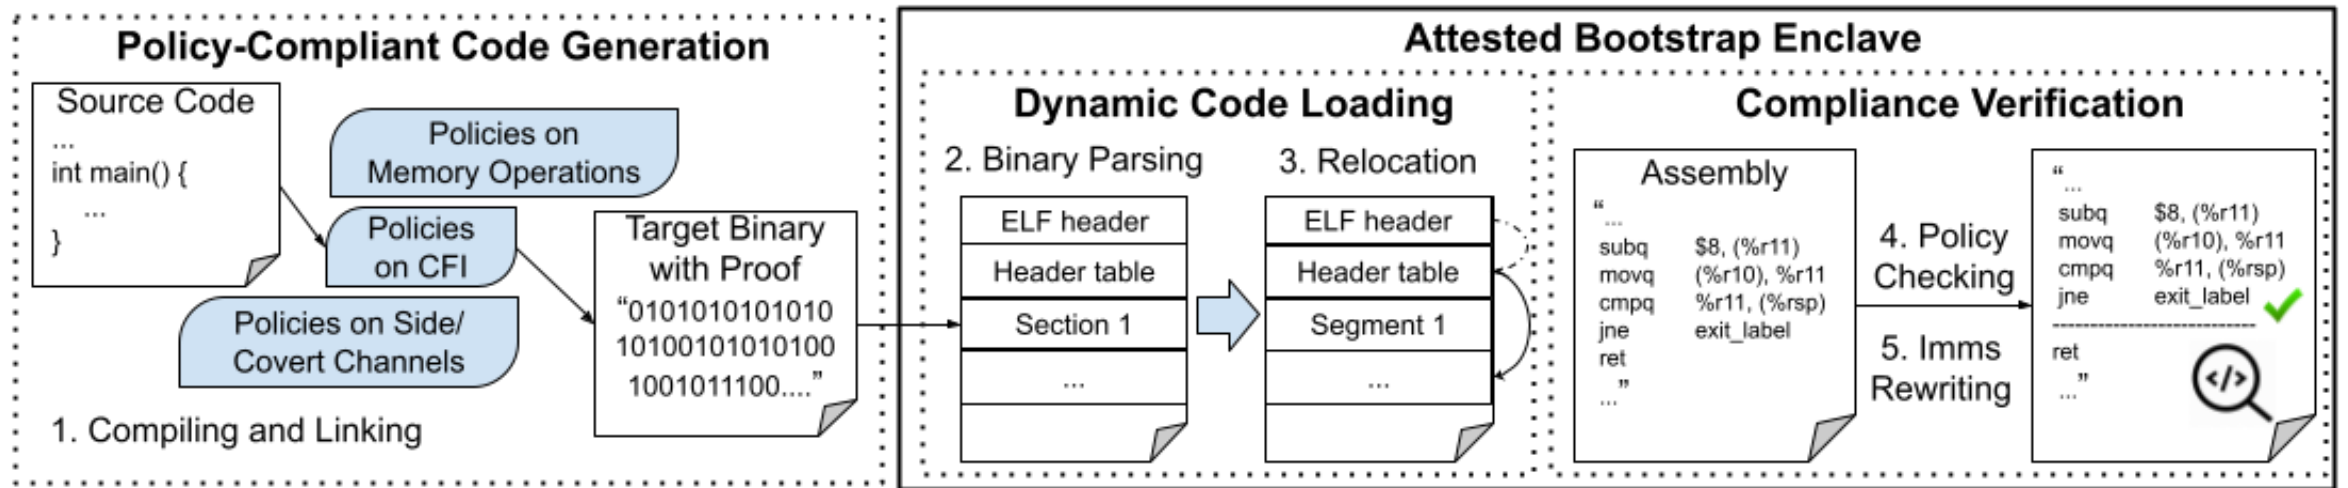 Policy-Compliant Code Generation
Source Code
...
int main() {
...
}
Policies on
Memory Operations
Policies
on CFI
Policies on Side/
Covert Channels
Target Binary
with Proof
“0101010101010
10100101010100
1001011100....”
1. Compiling and Linking
Attested Bootstrap Enclave
Dynamic Code Loading
2. Binary Parsing
ELF header
Header table
Section 1
...
3. Relocation
ELF header
Header table
Segment 1
...
Compliance Verification
Assembly
“...
subq $8, (%r11)
movq (%r10), %r11
cmpq %r11, (%rsp)
jne exit_label
ret
...”
4. Policy
Checking
5. Imms
Rewriting
“...
subq $8, (%r11)
movq (%r10), %r11
cmpq %r11, (%rsp)
jne exit_label
---------------------------
ret
...”
</>